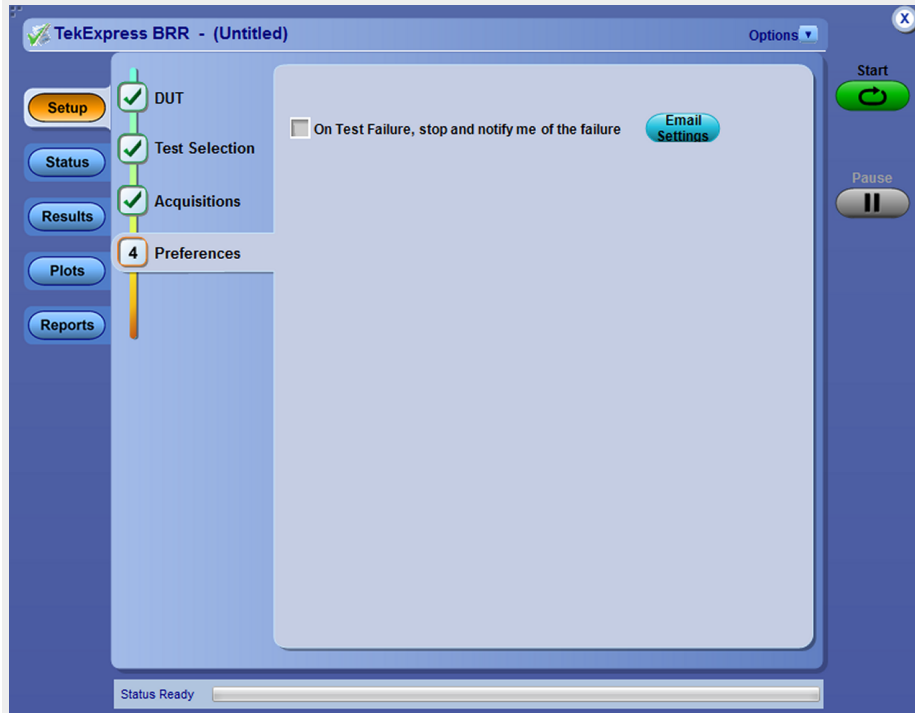 TekExpress BRR - (Untitled)
Options
X
Start
Setup
DUT
On Test Failure, stop and notify me of the failure
Email
Settings
Status
Test Selection
Pause
Results
Acquisitions
4 Preferences
Plots
Reports
Status Ready